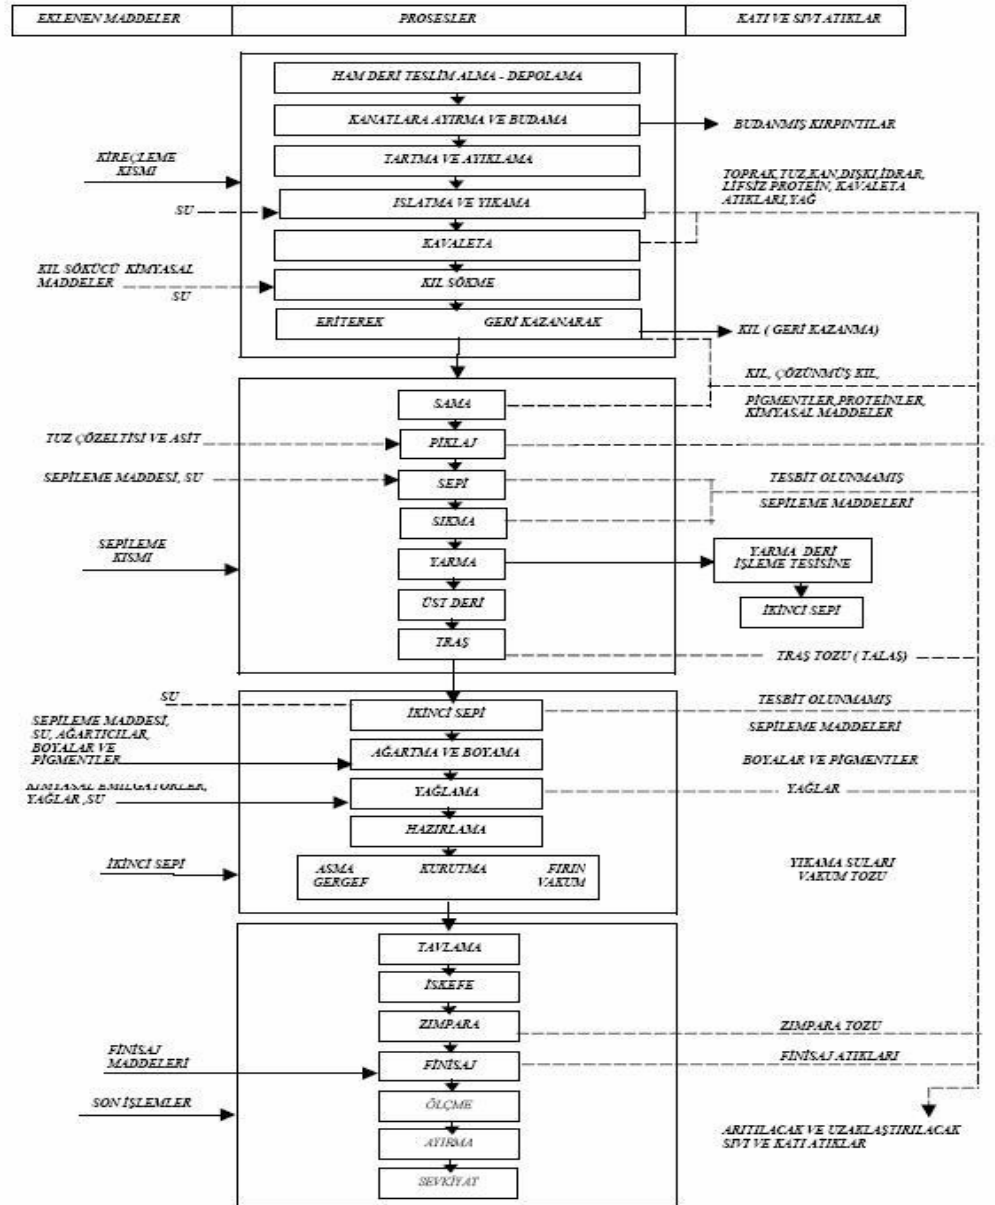 EKLENEN MADDELER PROSESLER KATI VE SIVI ATIKLAR
HAM DERİ TESLİM ALMA - DEPOLAMA
KANATLARA AYIRMA VE BUDAMA
BUDANMIŞ KIRPINTILAR
KİREÇLEME
KISMI
TARTMA VE AYIKLAMA
TOPRAK,TUZ,KAN,DIŞKI,İDRAR,
LİFSİZ PROTEİN, KAVALETA
ATIKLARI,YAĞ
SU
ISLATMA VE YIKAMA
KAVALETA
KIL SÖKÜCÜ KİMYASAL
MADDELER
SU
KIL SÖKME
ERİTEREK GERİ KAZANARAK
KIL ( GERİ KAZANMA)
KIL, ÇÖZÜNMÜŞ KIL,
PİGMENTLER,PROTEİNLER,
KİMYASAL MADDELER
SAMA
TUZ ÇÖZELTİSİ VE ASİT
PİKLAJ
SEPİLEME MADDESİ, SU
SEPİ
TESBİT OLUNMAMIŞ
SEPİLEME MADDELERİ
SIKMA
SEPİLEME
KISMI
YARMA
YARMA DERİ
İŞLEME TESİSİNE
ÜST DERİ
İKİNCİ SEPİ
TRAŞ
TRAŞ TOZU ( TALAŞ)
SU
İKİNCİ SEPİ
TESBİT OLUNMAMIŞ
SEPİLEME MADDELERİ
SEPİLEME MADDESİ,
SU, AĞARTICILAR,
BOYALAR VE
PİGMENTLER
AĞARTMA VE BOYAMA
BOYALAR VE PİGMENTLER
KİMYASAL EMILGATÖRLER,
YAĞLAR ,SU
YAĞLAMA
YAĞLAR
HAZIRLAMA
İKİNCİ SEPİ
ASMA KURUTMA FIRIN
GERGEF VAKUM
YIKAMA SULARI
VAKUM TOZU
TAVLAMA
İSKEFE
ZIMPARA
ZIMPARA TOZU
FİNİSAJ
MADDELERİ
FİNİSAJ
FİNİSAJ ATIKLARI
SON İŞLEMLER
ÖLÇME
AYIRMA
SEVKİYAT
ARITILACAK VE UZAKLAŞTIRILACAK
SIVI VE KATI ATIKLAR